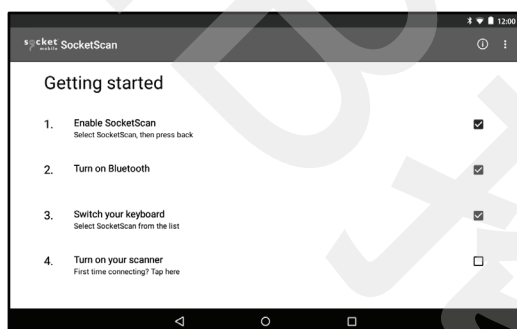 12:00
socket mobile SocketScan
Getting started
1. Enable SocketScan
Select SocketScan, then press back
2. Turn on Bluetooth
3. Switch your keyboard
Select SocketScan from the list
4. Turn on your scanner
First time connecting? Tap here